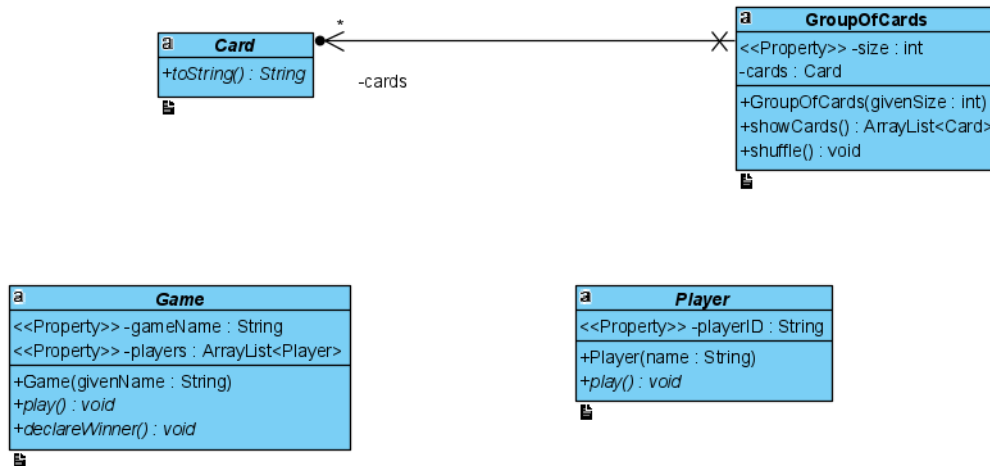 a Card
+toString() : String
*
-cards
a GroupOfCards
<<Property>> -size : int
-cards : Card
+GroupOfCards(givenSize : int)
+showCards() : ArrayList<Card>
+shuffle() : void
a Game
<<Property>> -gameName : String
<<Property>> -players : ArrayList<Player>
+Game(givenName : String)
+play() : void
+declareWinner() : void
a Player
<<Property>> -playerID : String
+Player(name : String)
+play() : void